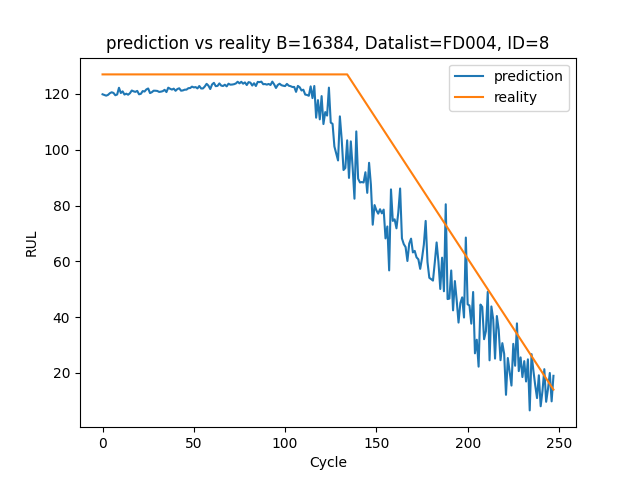 prediction vs reality B=16384, Datalist=FD004, ID=8
prediction
reality
120
100
80
60
40
20
RUL
0 50 100 150 200 250
Cycle